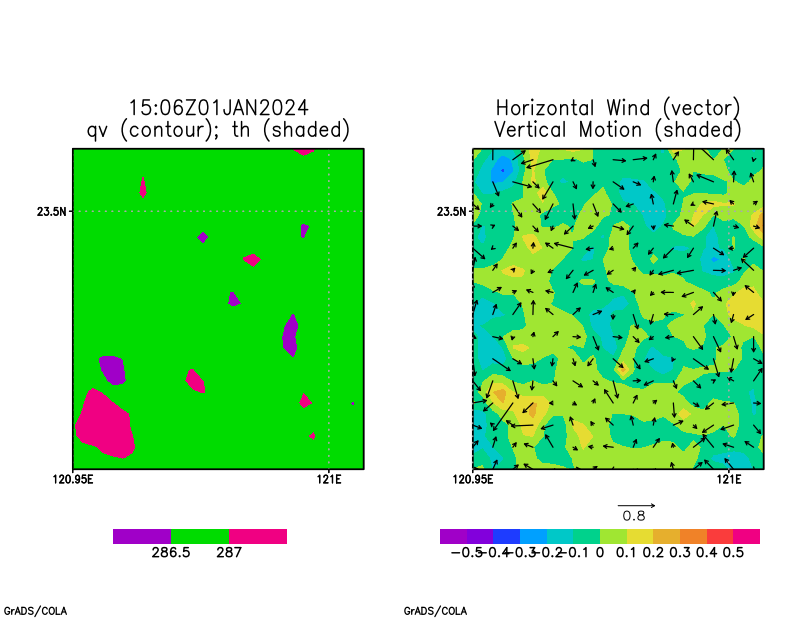 15:06Z01JAN2024
qv (contour); th (shaded)
23.5N
120.95E 121E
286.5 287
GrADS/COLA
Horizontal Wind (vector)
Vertical Motion (shaded)
23.5N
120.95E 121E
0.8
-0.5 -0.4 -0.3 -0.2 -0.1 0 0.1 0.2 0.3 0.4 0.5
GrADS/COLA